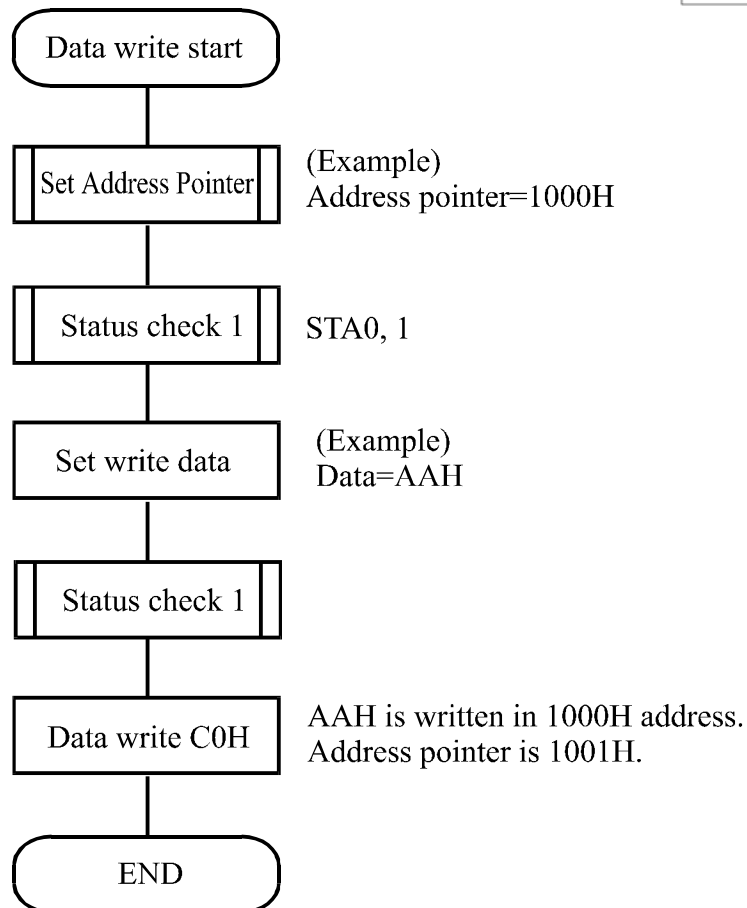 Data write start
Set Address Pointer
(Example)
Address pointer=1000H
Status check 1
STA0, 1
Set write data
(Example)
Data=AAH
Status check 1
Data write C0H
AAH is written in 1000H address.
Address pointer is 1001H.
END